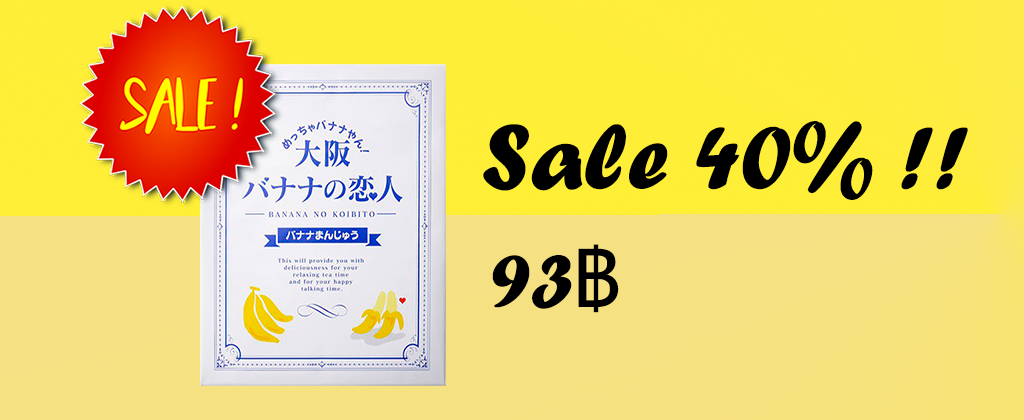 SALE !
めっちゃバナナやん!
大阪
バナナの恋人
BANANA NO KOIBITO
バナナまんじゅう
This will provide you with
deliciousness for your
relaxing tea time
and for your happy
talking time.
Sale 40% !!
93฿